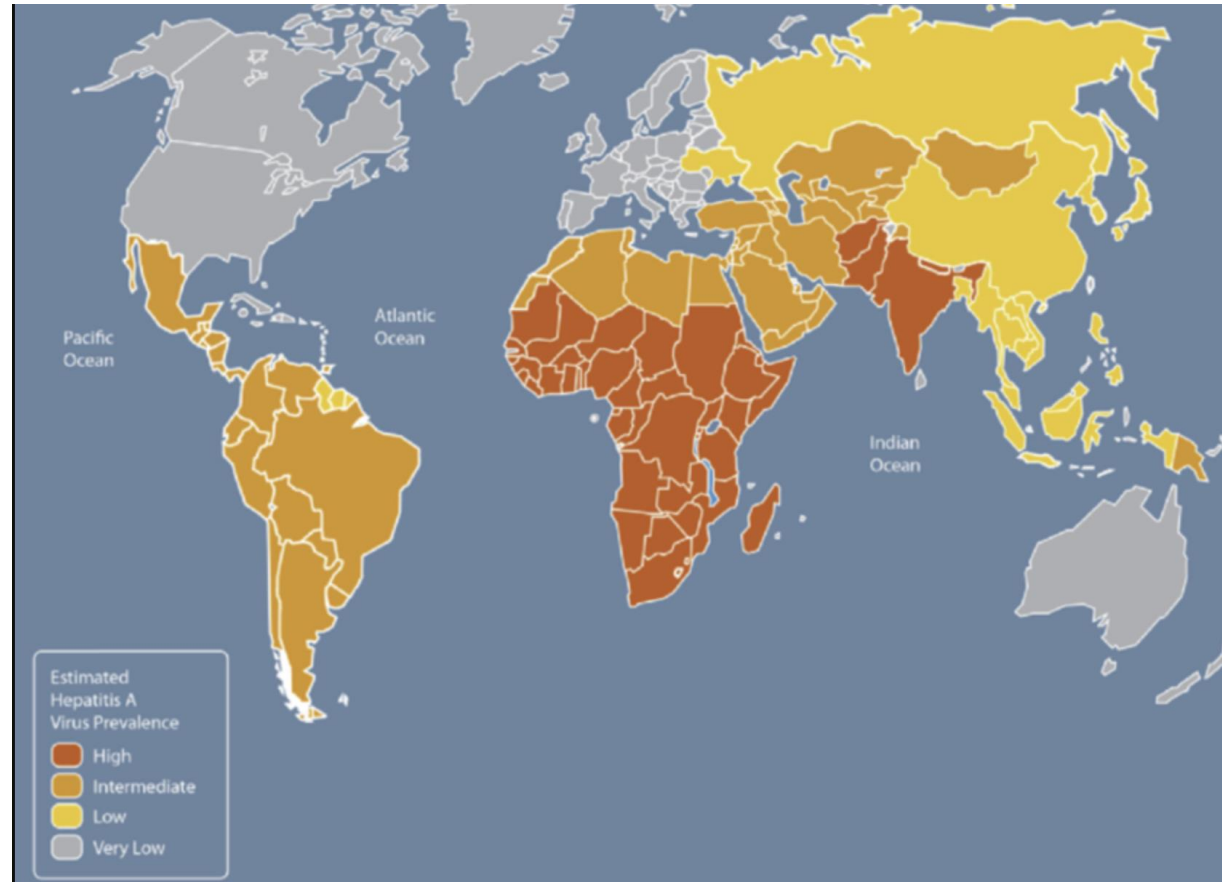 Pacific
Ocean
Atlantic
Ocean
Indian
Ocean
Estimated
Hepatitis A
Virus Prevalence
High
Intermediate
Low
Very Low